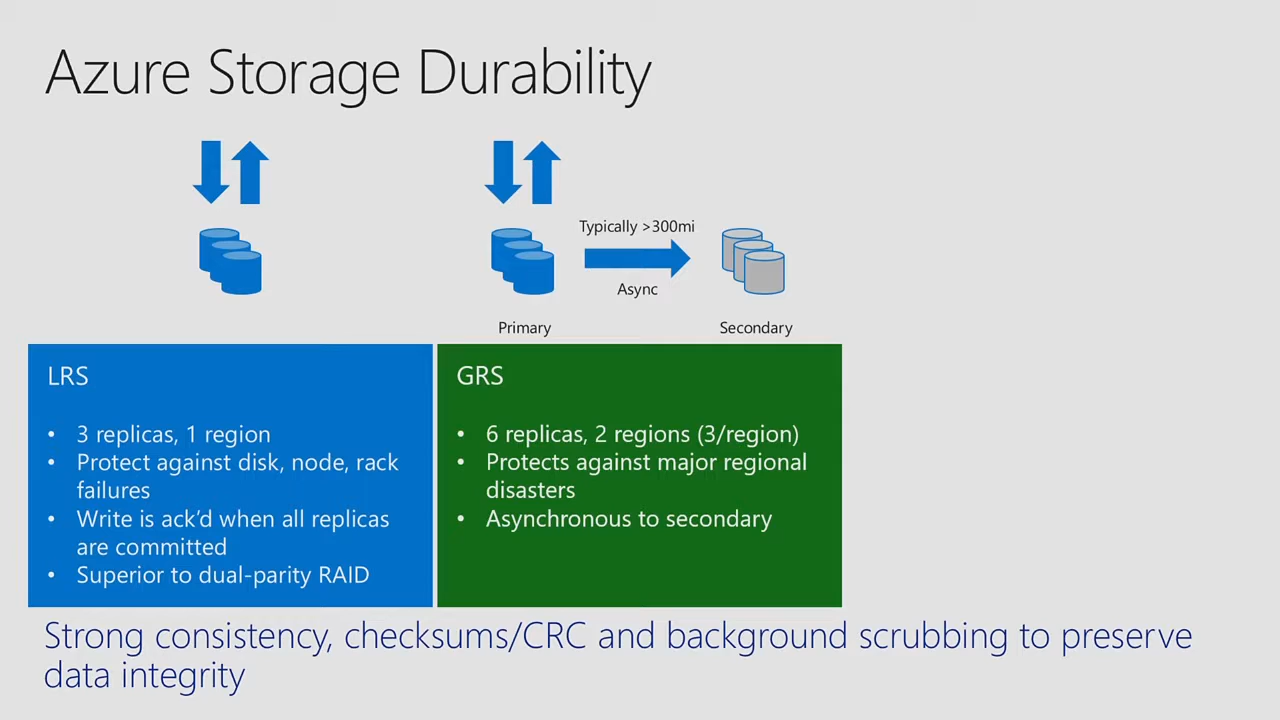 Azure Storage Durability
Typically >300mi
Async
Primary
Secondary
LRS
• 3 replicas, 1 region
• Protect against disk, node, rack
failures
• Write is ack’d when all replicas
are committed
• Superior to dual-parity RAID
GRS
• 6 replicas, 2 regions (3/region)
• Protects against major regional
disasters
• Asynchronous to secondary
Strong consistency, checksums/CRC and background scrubbing to preserve
data integrity